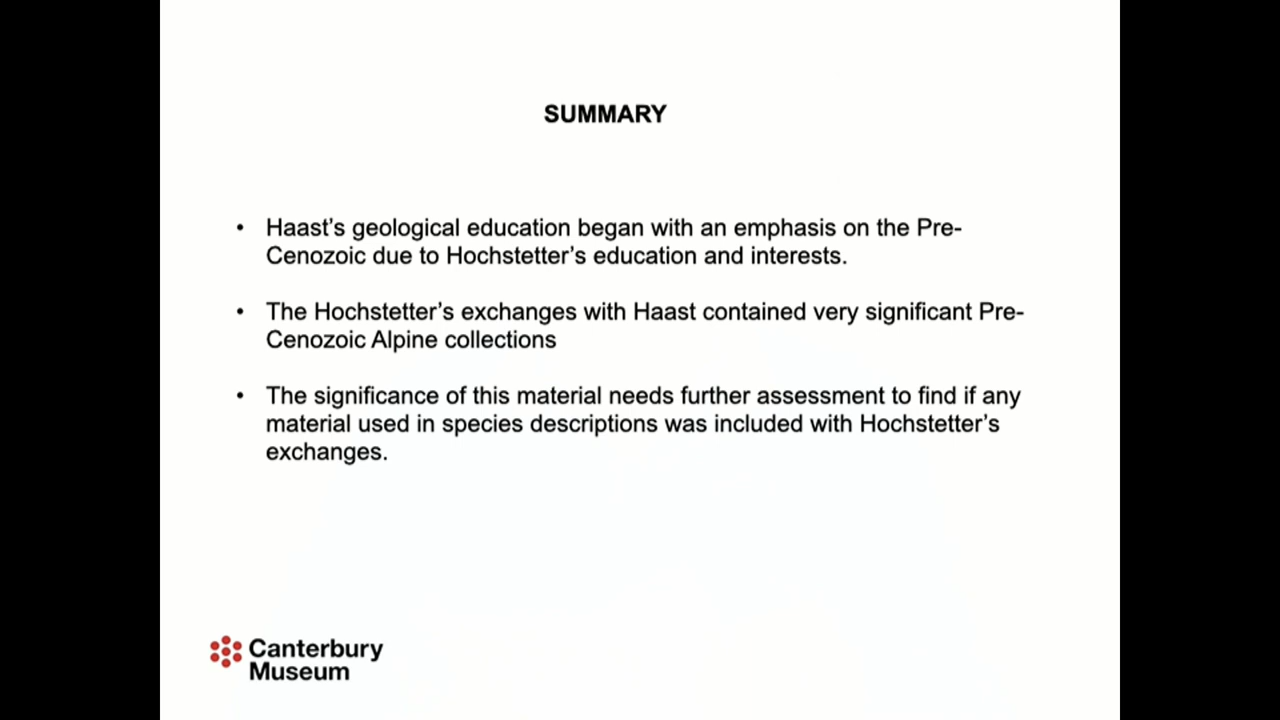 SUMMARY
• Haast’s geological education began with an emphasis on the Pre-
Cenozoic due to Hochstetter’s education and interests.
• The Hochstetter’s exchanges with Haast contained very significant Pre-
Cenozoic Alpine collections
• The significance of this material needs further assessment to find if any
material used in species descriptions was included with Hochstetter’s
exchanges.
Canterbury
Museum